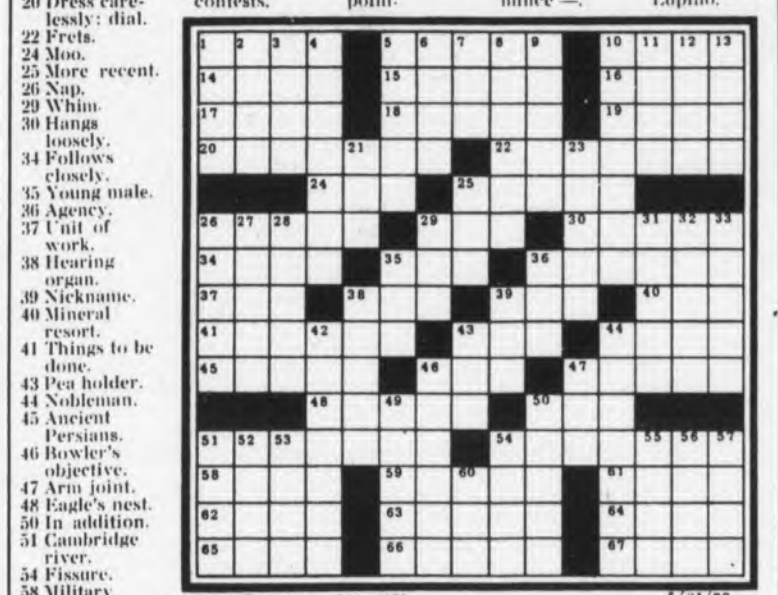 20 Dress care-
lessly: dial.
22 Frets.
24 Moo.
25 More recent.
26 Nap.
29 Whim.
30 Hangs
loosely.
34 Follows
closely.
35 Young male.
36 Agency.
37 Unit of
work.
38 Hearing
organ.
39 Nickname.
40 Mineral
resort.
41 Things to be
done.
43 Pea holder.
44 Nobleman.
45 Ancient
Persians.
46 Bowler's
objective.
47 Arm joint.
48 Eagle's nest.
50 In addition.
51 Cambridge
river.
54 Fissure.
58 Military
contests. point. mince —. Lupino.
1 2 3 4 5 6 7 8 9 10 11 12 13
14 15 16
17 18 19
20 21 22 23
24 25
26 27 28 29 30 31 32 33
34 35 36
37 38 39 40
41 42 43 44
45 46 47
48 49 50
51 52 53 54 55 56 57
58 59 60 61
62 63 64
65 66 67